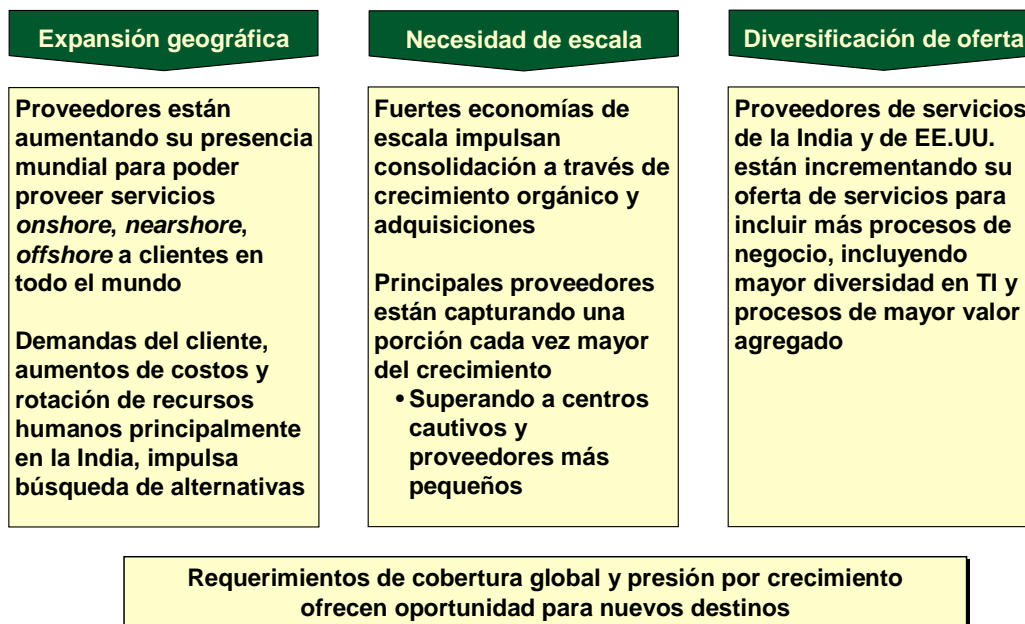 Expansión geográfica
Proveedores están
aumentando su presencia
mundial para poder
proveer servicios
onshore, nearshore,
offshore a clientes en
todo el mundo
Demandas del cliente,
aumentos de costos y
rotación de recursos
humanos principalmente
en la India, impulsa
búsqueda de alternativas
Necesidad de escala
Fuertes economías de
escala impulsan
consolidación a través de
crecimiento orgánico y
adquisiciones
Principales proveedores
están capturando una
porción cada vez mayor
del crecimiento
• Superando a centros
cautivos y
proveedores más
pequeños
Diversificación de oferta
Proveedores de servicios
de la India y de EE.UU.
están incrementando su
oferta de servicios para
incluir más procesos de
negocio, incluyendo
mayor diversidad en TI y
procesos de mayor valor
agregado
Requerimientos de cobertura global y presión por crecimiento
ofrecen oportunidad para nuevos destinos